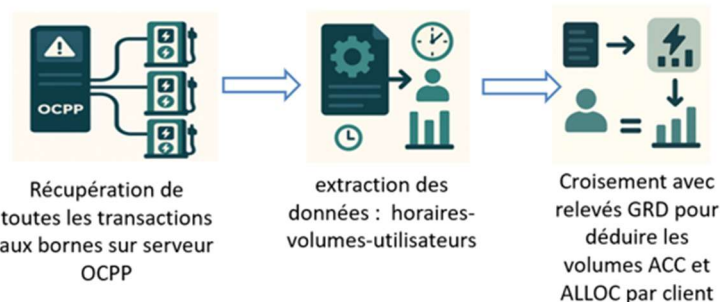 OCPP
Récupération de
toutes les transactions
aux bornes sur serveur
OCPP
extraction des
données : horaires-
volumes-utilisateurs
Croisement avec
relevés GRD pour
déduire les
volumes ACC et
ALLOC par client